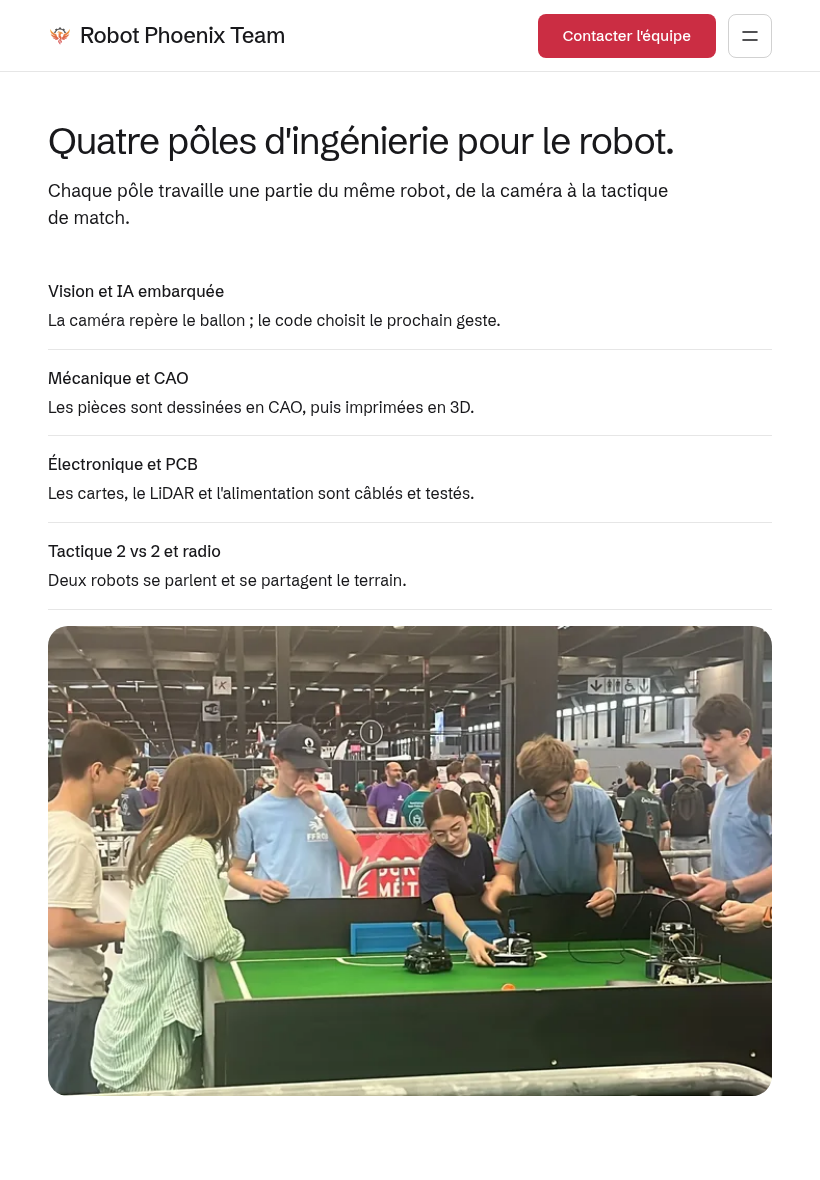 Robot Phoenix Team
Contacter l'équipe
Quatre pôles d'ingénierie pour le robot.
Chaque pôle travaille une partie du même robot, de la caméra à la tactique
de match.
Vision et IA embarquée
La caméra repère le ballon ; le code choisit le prochain geste.
Mécanique et CAO
Les pièces sont dessinées en CAO, puis imprimées en 3D.
Électronique et PCB
Les cartes, le LiDAR et l'alimentation sont câblés et testés.
Tactique 2 vs 2 et radio
Deux robots se parlent et se partagent le terrain.
i